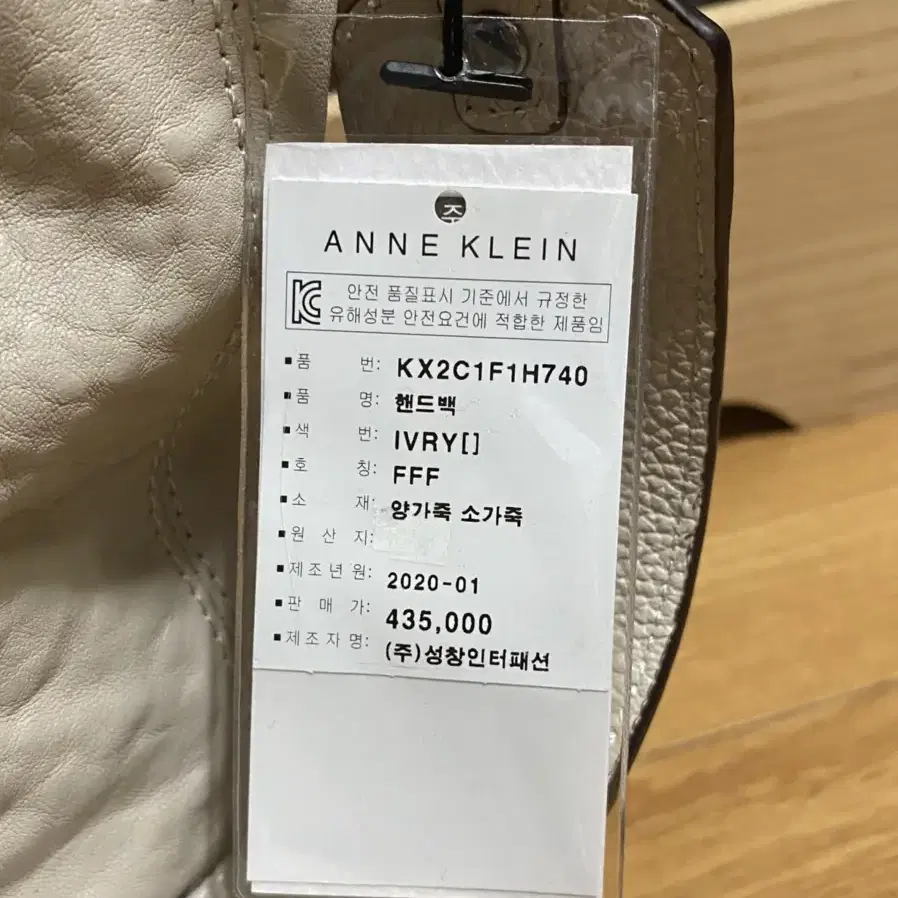 주
ANNE KLEIN
KC 안전 품질표시 기준에서 규정한
유해성분 안전요건에 적합한 제품임
▪품 번: KX2C1F1H740
▪품 명: 핸드백
▪색 번: IVRY[]
▪호 칭: FFF
▪소 재: 양가죽 소가죽
▪원 산 지:
▪제조년원: 2020-01
▪판 매 가: 435,000
▪제조자명: (주)성창인터패션